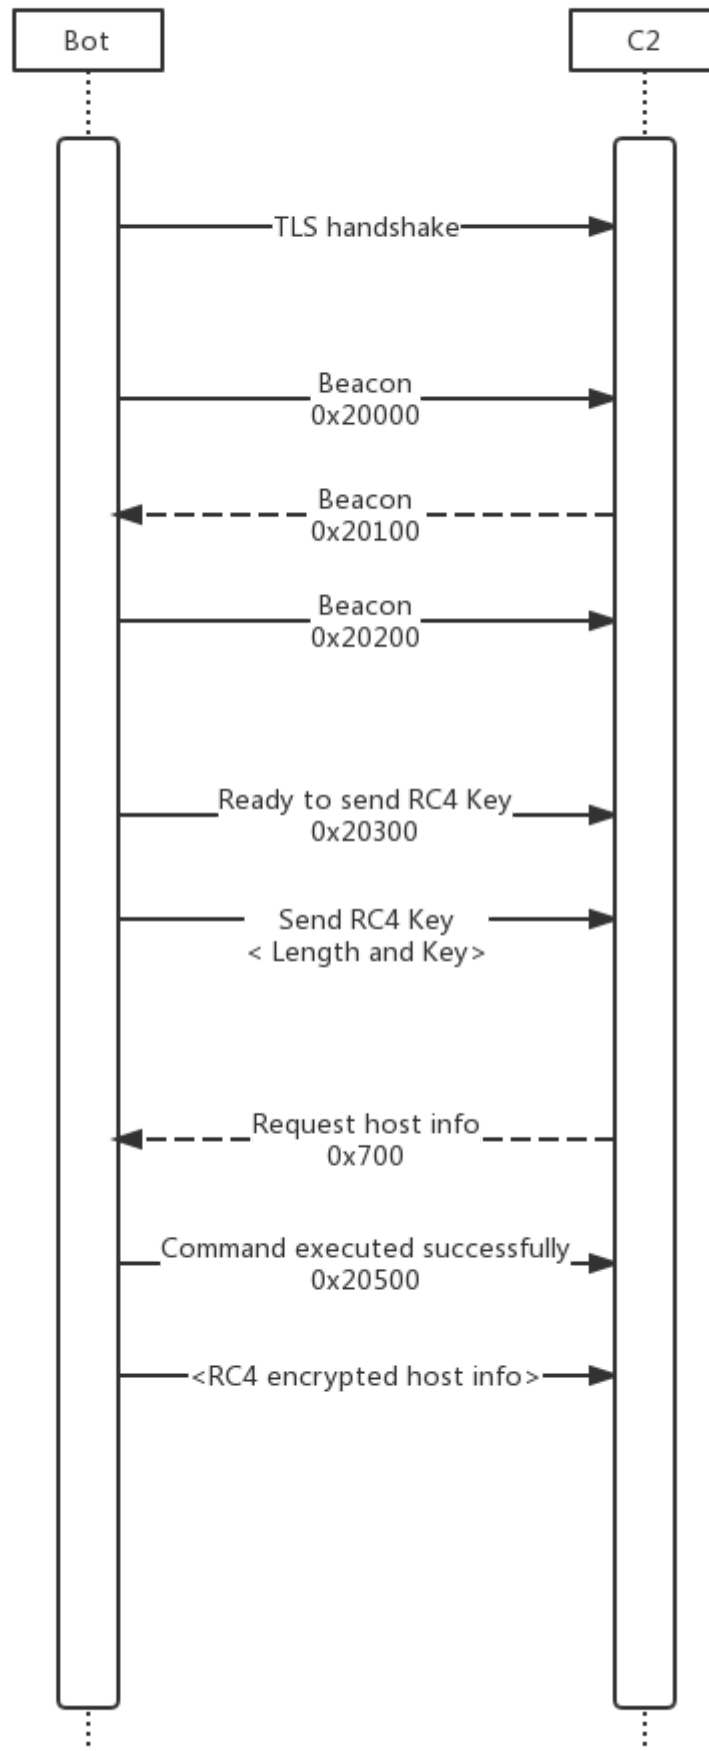 Bot
C2
TLS handshake
Beacon
0x20000
Beacon
0x20100
Beacon
0x20200
Ready to send RC4 Key
0x20300
Send RC4 Key
< Length and Key>
Request host info
0x700
Command executed successfully
0x20500
<RC4 encrypted host info>